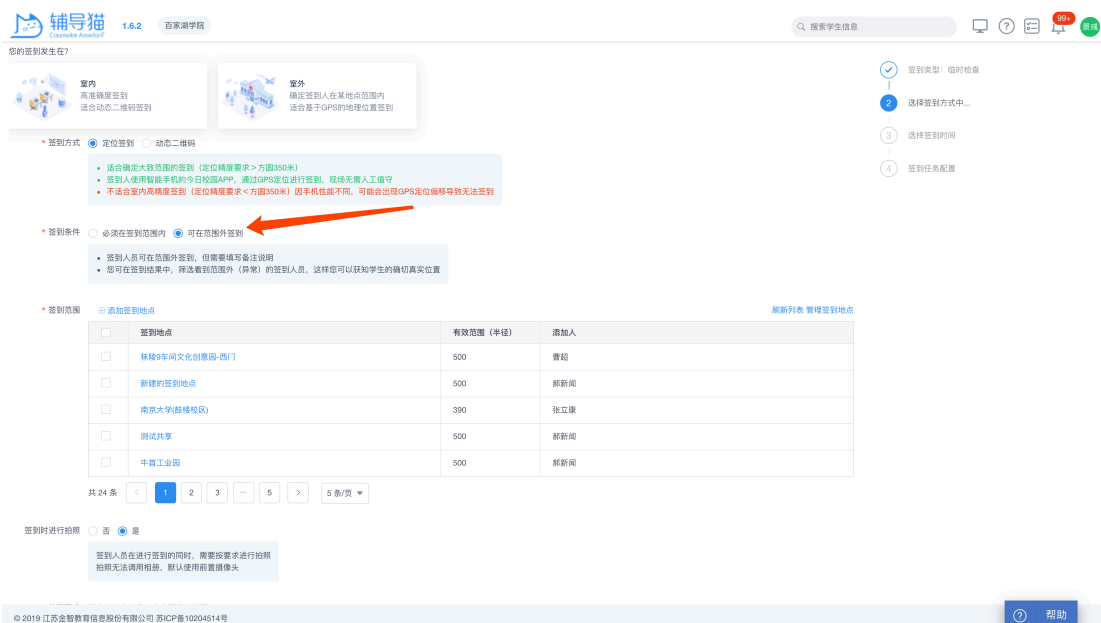 辅导猫
Counselor Assistant
1.6.2
百家湖学院
搜索学生信息
99+
您的签到发生在?
室内
高准确度签到
适合动态二维码签到
室外
确定签到人在某地点范围内
适合基于GPS的地理位置签到
签到类型：临时检查
2 选择签到方式中...
3 选择签到时间
4 签到任务配置
* 签到方式 定位签到 动态二维码
• 适合确定大致范围的签到（定位精度要求＞方圆350米）
• 签到人使用智能手机的今日校园APP，通过GPS定位进行签到，现场无需人工值守
• 不适合室内高精度签到（定位精度要求＜方圆350米）因手机性能不同，可能会出现GPS定位偏移导致无法签到
* 签到条件 必须在签到范围内 可在范围外签到
• 签到人员可在范围外签到，但需要填写备注说明
• 您可在签到结果中，筛选看到范围外（异常）的签到人员，这样您可以获知学生的确切真实位置
* 签到范围 添加签到地点 刷新列表 管理签到地点
签到地点 有效范围（半径） 添加人
秣陵9车间文化创意园-西门 500 曹超
新建的签到地点 500 郝新闻
南京大学(鼓楼校区) 390 张立康
测试共享 500 郝新闻
牛首工业园 500 郝新闻
共 24 条 < 1 2 3 ··· 5 > 5 条/页
签到时进行拍照 否 是
签到人员在进行签到的同时，需要按要求进行拍照
拍照无法调用相册，默认使用前置摄像头
© 2019 江苏金智教育信息股份有限公司 苏ICP备10204514号
帮助